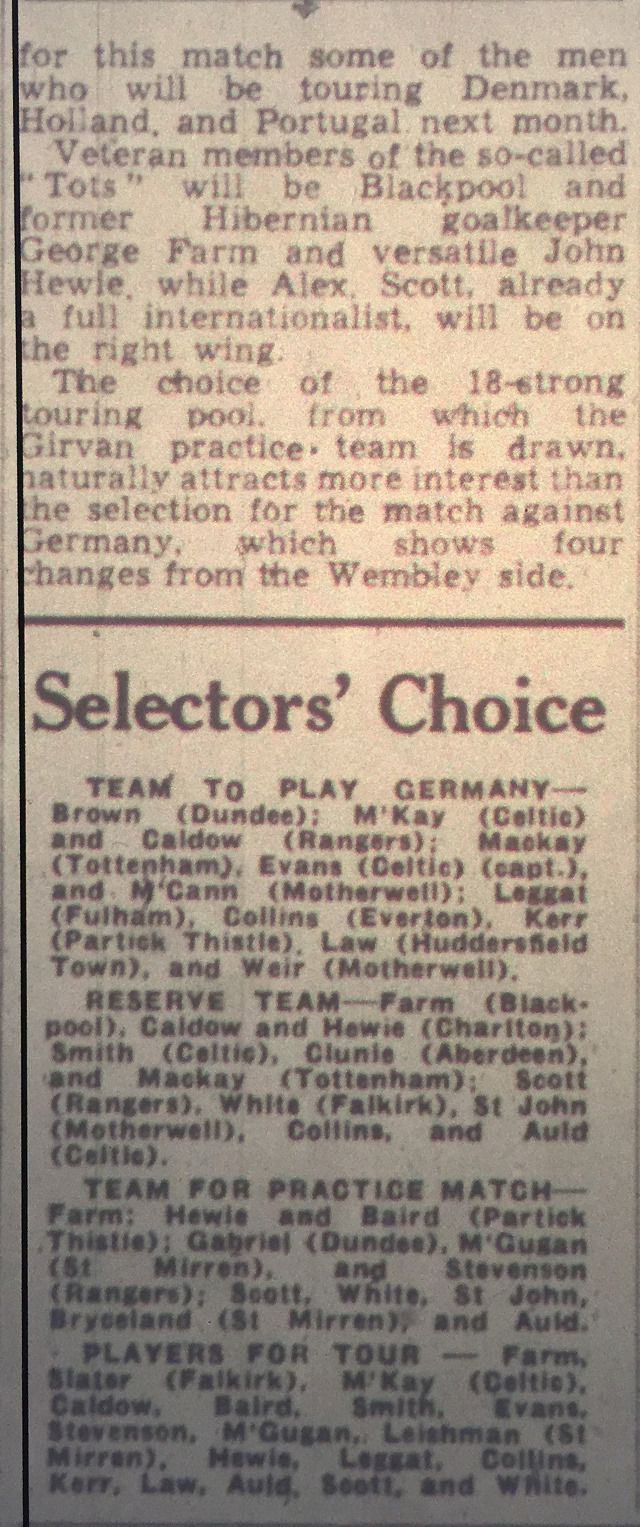 for this match some of the men
who will be touring Denmark,
Holland, and Portugal next month.
Veteran members of the so-called
"Tots" will be Blackpool and
former Hibernian goalkeeper
George Farm and versatile John
Hewie, while Alex. Scott, already
a full internationalist, will be on
the right wing.
The choice of the 18-strong
touring pool, from which the
Girvan practice team is drawn,
naturally attracts more interest than
the selection for the match against
Germany, which shows four
changes from the Wembley side.
Selectors' Choice
TEAM TO PLAY GERMANY—
Brown (Dundee); M'Kay (Celtic)
and Caldow (Rangers); Mackay
(Tottenham), Evans (Celtic) (capt.),
and M'Cann (Motherwell); Leggat
(Fulham), Collins (Everton), Kerr
(Partick Thistle), Law (Huddersfield
Town), and Weir (Motherwell).
RESERVE TEAM—Farm (Black-
pool), Caldow and Hewie (Charlton);
Smith (Celtic), Clunie (Aberdeen),
and Mackay (Tottenham); Scott
(Rangers), White (Falkirk), St John
(Motherwell), Collins, and Auld
(Celtic).
TEAM FOR PRACTICE MATCH—
Farm; Hewie and Baird (Partick
Thistle); Gabriel (Dundee), M'Gugan
(St Mirren), and Stevenson
(Rangers); Scott, White, St John,
Bryceland (St Mirren), and Auld.
PLAYERS FOR TOUR — Farm,
Slater (Falkirk), M'Kay (Celtic),
Caldow, Baird, Smith, Evans,
Stevenson, M'Gugan, Leishman (St
Mirren), Hewie, Leggat, Collins,
Kerr, Law, Auld, Scott, and White.